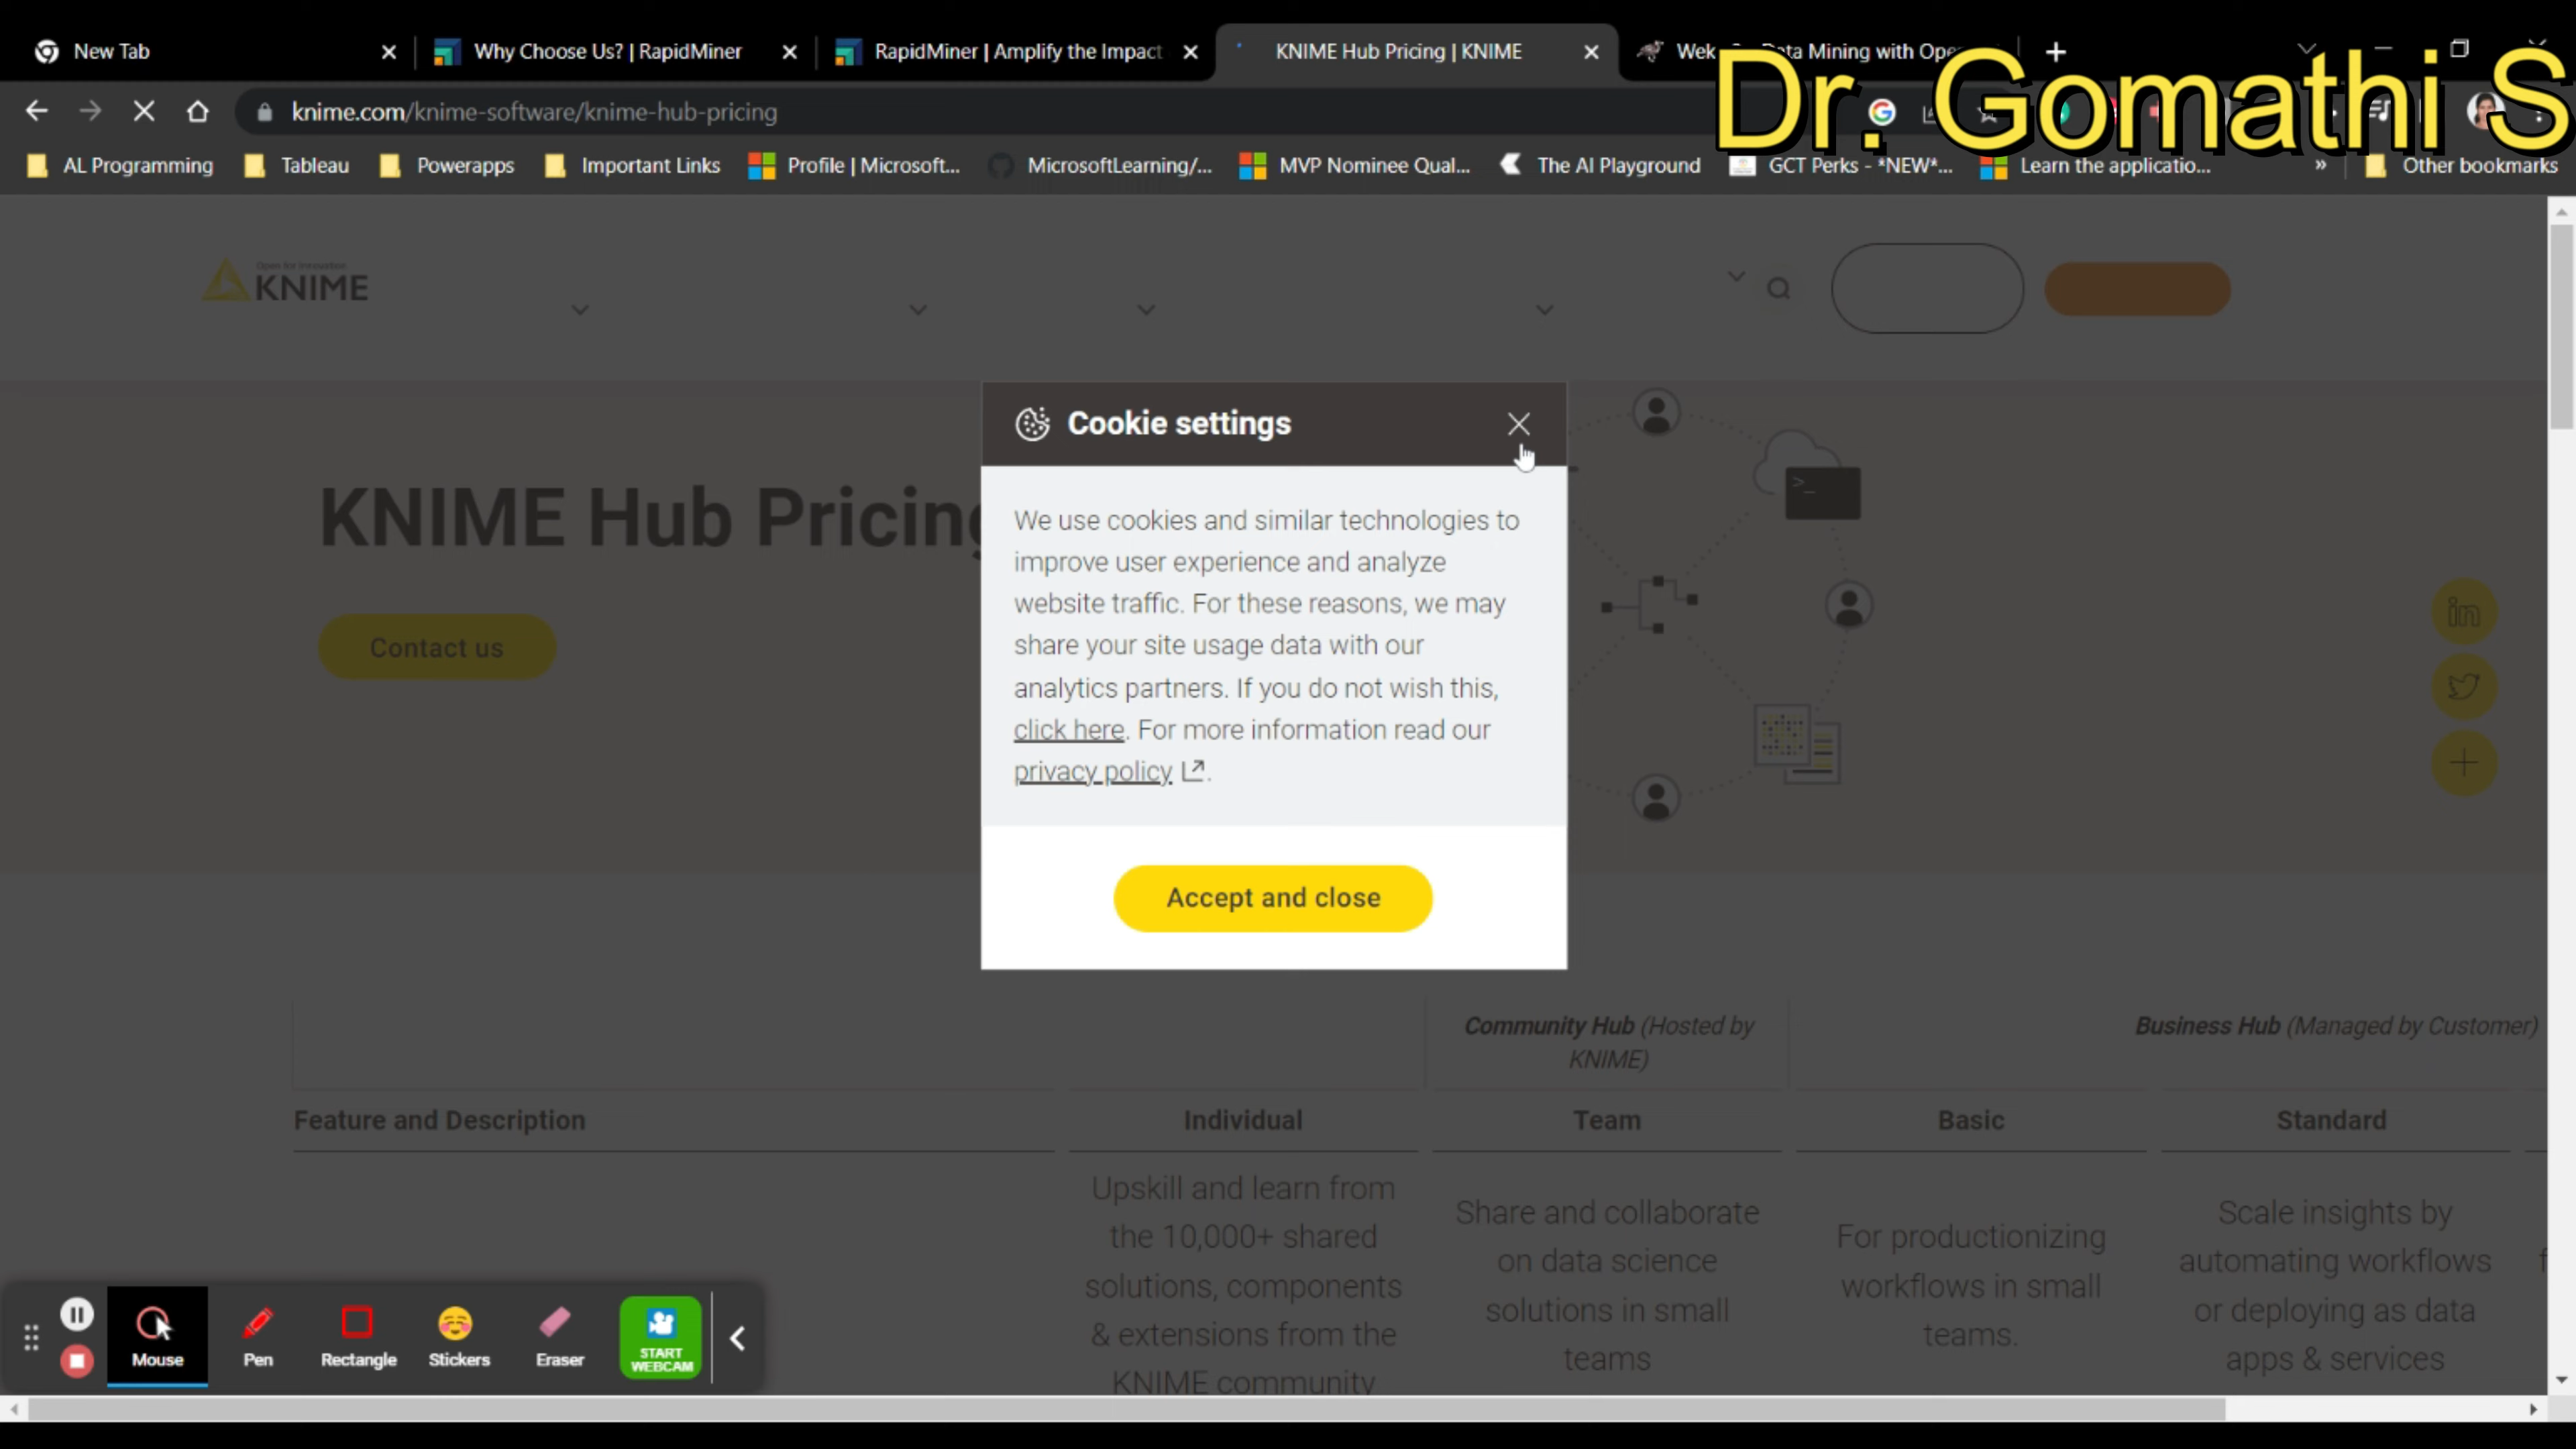 New Tab
Why Choose Us? | RapidMiner
RapidMiner | Amplify the Impact
KNIME Hub Pricing | KNIME
Data Mining with Ope
Dr. Gomathi S
knime.com/knime-software/knime-hub-pricing
AL Programming
Tableau
Powerapps
Important Links
Profile | Microsoft...
MicrosoftLearning/...
MVP Nominee Qual...
The AI Playground
GCT Perks - *NEW*...
Learn the applicatio...
»
Other bookmarks
Open for Innovation
KNIME
Cookie settings
We use cookies and similar technologies to
improve user experience and analyze
website traffic. For these reasons, we may
share your site usage data with our
analytics partners. If you do not wish this,
click here. For more information read our
privacy policy.
Accept and close
KNIME Hub Pricing
Contact us
Community Hub (Hosted by
KNIME)
Business Hub (Managed by Customer)
Feature and Description
Individual
Team
Basic
Standard
Upskill and learn from
the 10,000+ shared
solutions, components
& extensions from the
KNIME community
Share and collaborate
on data science
solutions in small
teams
For productionizing
workflows in small
teams.
Scale insights by
automating workflows
or deploying as data
apps & services
Mouse
Pen
Rectangle
Stickers
Eraser
START
WEBCAM